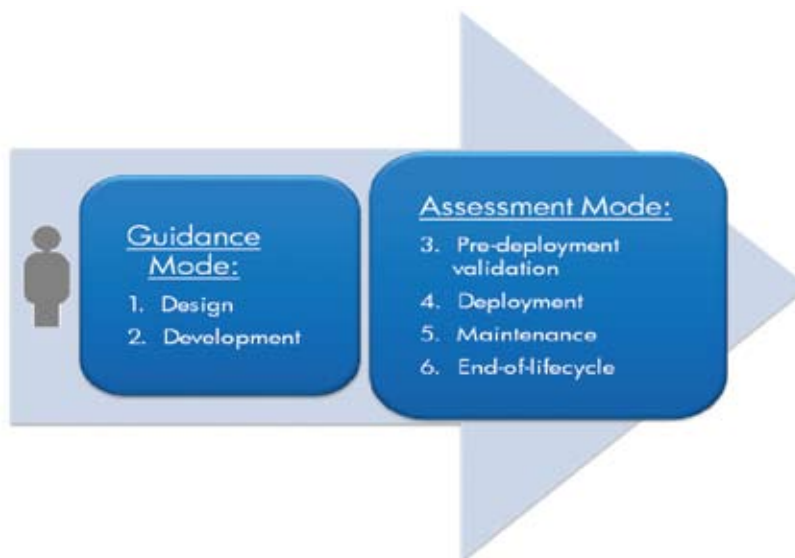 Guidance
Mode:
1. Design
2. Development
Assessment Mode:
3. Pre-deployment
validation
4. Deployment
5. Maintenance
6. End-of-lifecycle